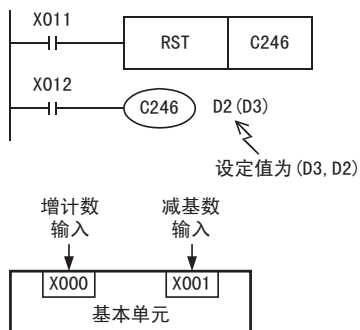 X011
RST C246
X012
C246 D2(D3)
设定值为(D3,D2)
增计数 减基数
输入 输入
X000 X001
基本单元